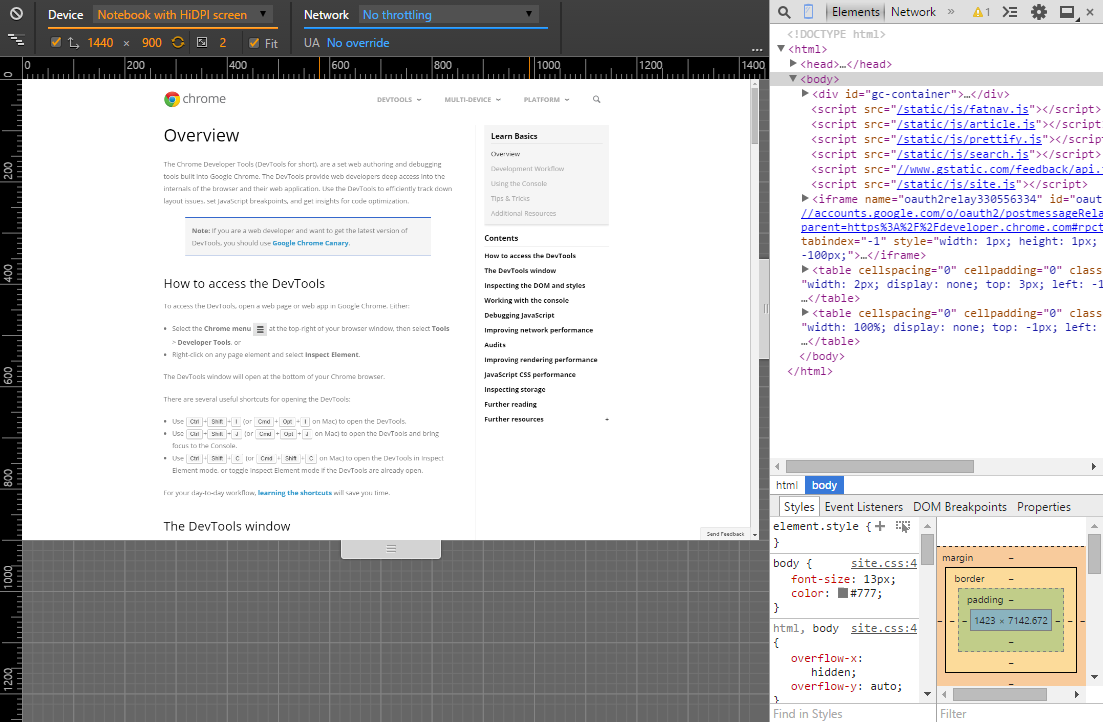 Device Notebook with HiDPI screen ▼
1440 × 900 2 Fit
Network No throttling ▼
UA No override
...
Elements Network » 1
0 200 400 600 800 1000 1200 1400
0
200
400
600
800
1000
1200
chrome
DEVTOOLS MULTI-DEVICE PLATFORM
Overview
The Chrome Developer Tools (DevTools for short), are a set web authoring and debugging
tools built into Google Chrome. The DevTools provide web developers deep access into the
internals of the browser and their web application. Use the DevTools to efficiently track down
layout issues, set JavaScript breakpoints, and get insights for code optimization.
Note: If you are a web developer and want to get the latest version of
DevTools, you should use Google Chrome Canary.
How to access the DevTools
To access the DevTools, open a web page or web app in Google Chrome. Either:
• Select the Chrome menu ☰ at the top-right of your browser window, then select Tools
> Developer Tools, or
• Right-click on any page element and select Inspect Element.
The DevTools window will open at the bottom of your Chrome browser.
There are several useful shortcuts for opening the DevTools:
• Use Ctrl + Shift + I (or Cmd + Opt + I on Mac) to open the DevTools.
• Use Ctrl + Shift + J (or Cmd + Opt + J on Mac) to open the DevTools and bring
focus to the Console.
• Use Ctrl + Shift + C (or Cmd + Shift + C on Mac) to open the DevTools in Inspect
Element mode, or toggle Inspect Element mode if the DevTools are already open.
For your day-to-day workflow, learning the shortcuts will save you time.
The DevTools window
Learn Basics
Overview
Development Workflow
Using the Console
Tips & Tricks
Additional Resources
Contents
How to access the DevTools
The DevTools window
Inspecting the DOM and styles
Working with the console
Debugging JavaScript
Improving network performance
Audits
Improving rendering performance
JavaScript CSS performance
Inspecting storage
Further reading
Further resources +
Send Feedback
<!DOCTYPE html>
▼<html>
▶<head>…</head>
▼<body>
▶<div id="gc-container">…</div>
<script src="/static/js/fatnav.js"></script>
<script src="/static/js/article.js"></script>
<script src="/static/js/prettify.js"></script>
<script src="/static/js/search.js"></script>
<script src="//www.gstatic.com/feedback/api.
<script src="/static/js/site.js"></script>
▶<iframe name="oauth2relay330556334" id="oaut
//accounts.google.com/o/oauth2/postmessageRela
parent=https%3A%2F%2Fdeveloper.chrome.com#rpct
tabindex="-1" style="width: 1px; height: 1px;
-100px;">…</iframe>
▶<table cellspacing="0" cellpadding="0" class
"width: 2px; display: none; top: 3px; left: -1
…</table>
▶<table cellspacing="0" cellpadding="0" class
"width: 100%; display: none; top: -1px; left:
…</table>
</body>
</html>
html body
Styles Event Listeners DOM Breakpoints Properties
element.style { +
}
body { site.css:4
font-size: 13px;
color: #777;
}
html, body site.css:4
{
overflow-x:
hidden;
overflow-y: auto;
}
Find in Styles
margin –
border –
padding –
– – – 1423 × 7142.672 – – –
–
–
–
Filter